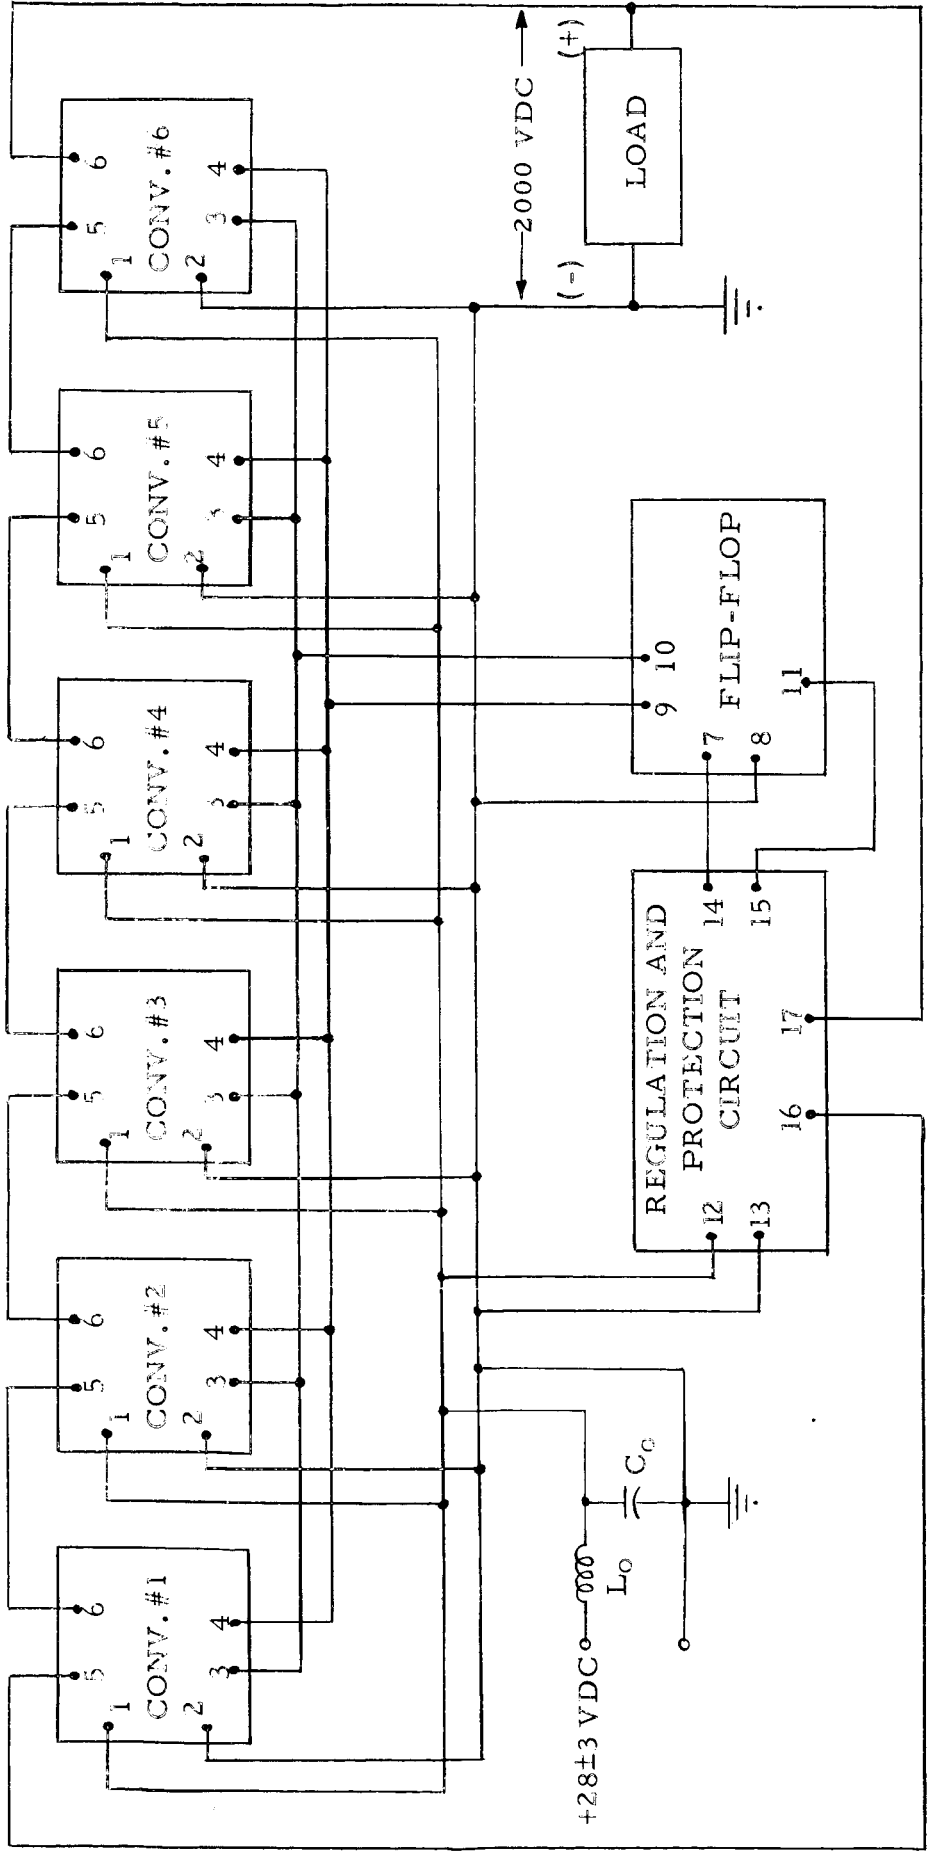 5 6
1
CONV.#1
2
3 4
5 6
1
CONV.#2
2
3 4
5 6
1
CONV.#3
2
3 4
5 6
1
CONV.#4
2
3 4
5 6
1
CONV.#5
2
3 4
5 6
1
CONV.#6
2
3 4
+28±3 VDC
L₀
C₀
REGULATION AND
PROTECTION
CIRCUIT
12
13
14
15
16 17
9 10
7
8
FLIP-FLOP
11
2000 VDC
(-) (+)
LOAD